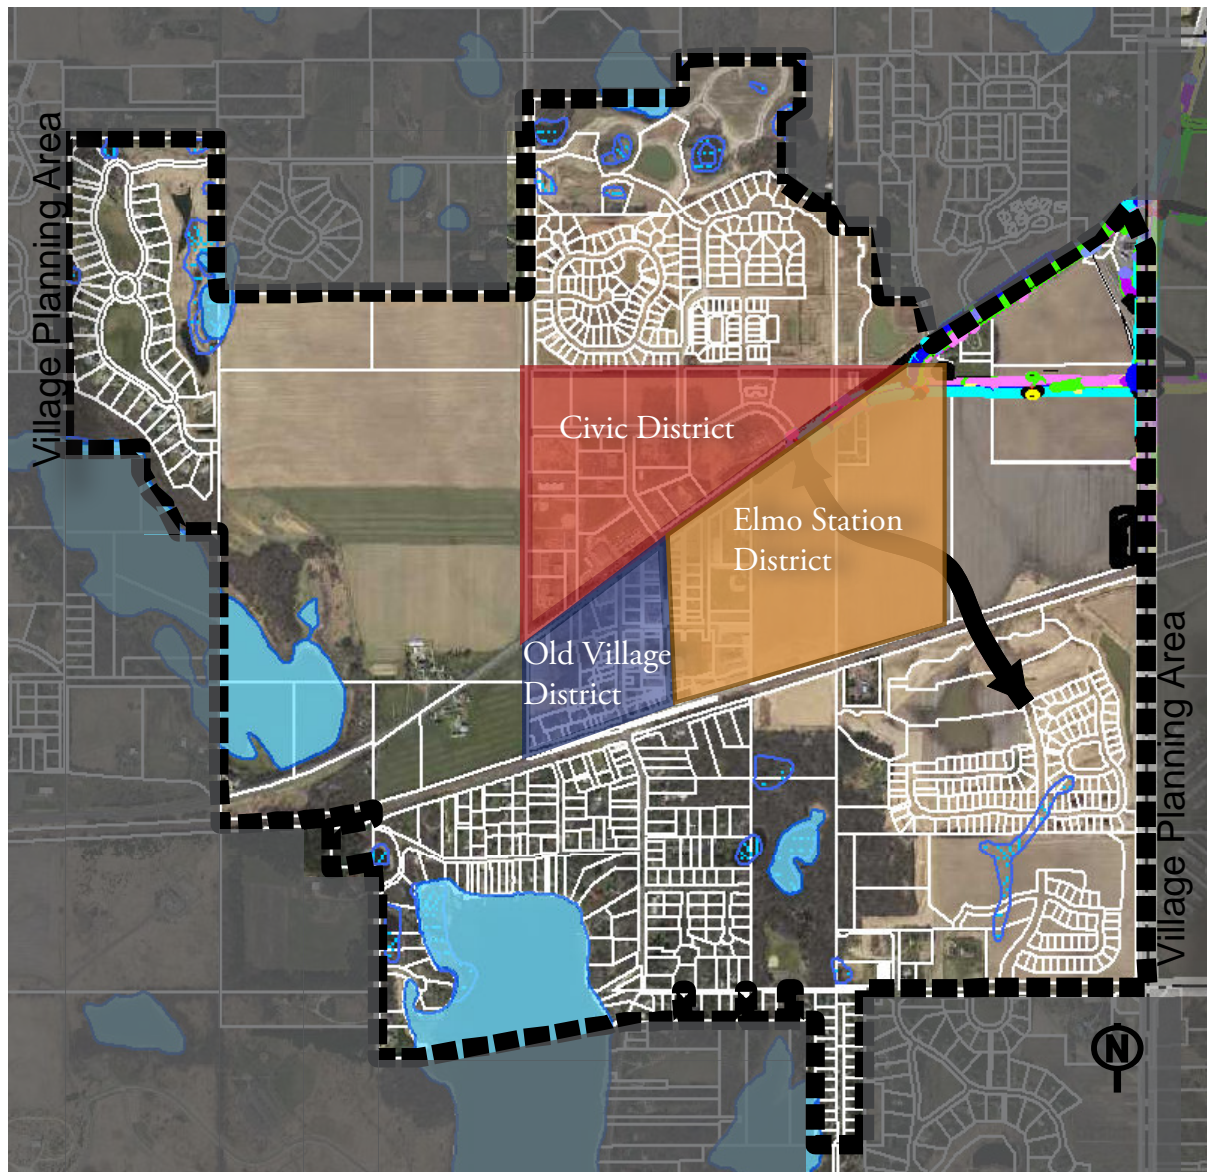 Village Planning Area
Civic District
Elmo Station
District
Old Village
District
Village Planning Area
N